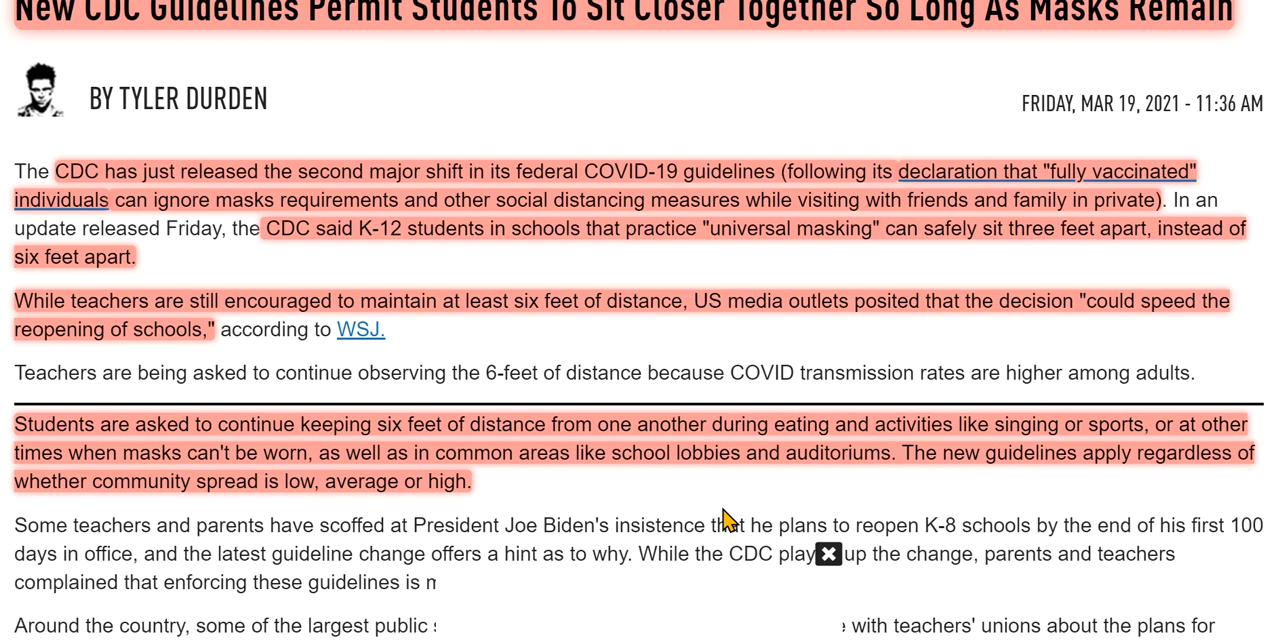 New CDC Guidelines Permit Students To Sit Closer Together So Long As Masks Remain
BY TYLER DURDEN
FRIDAY, MAR 19, 2021 - 11:36 AM
The CDC has just released the second major shift in its federal COVID-19 guidelines (following its declaration that "fully vaccinated"
individuals can ignore masks requirements and other social distancing measures while visiting with friends and family in private). In an
update released Friday, the CDC said K-12 students in schools that practice "universal masking" can safely sit three feet apart, instead of
six feet apart.
While teachers are still encouraged to maintain at least six feet of distance, US media outlets posited that the decision "could speed the
reopening of schools," according to WSJ.
Teachers are being asked to continue observing the 6-feet of distance because COVID transmission rates are higher among adults.
Students are asked to continue keeping six feet of distance from one another during eating and activities like singing or sports, or at other
times when masks can't be worn, as well as in common areas like school lobbies and auditoriums. The new guidelines apply regardless of
whether community spread is low, average or high.
Some teachers and parents have scoffed at President Joe Biden's insistence that he plans to reopen K-8 schools by the end of his first 100
days in office, and the latest guideline change offers a hint as to why. While the CDC play up the change, parents and teachers
complained that enforcing these guidelines is
Around the country, some of the largest public with teachers' unions about the plans for